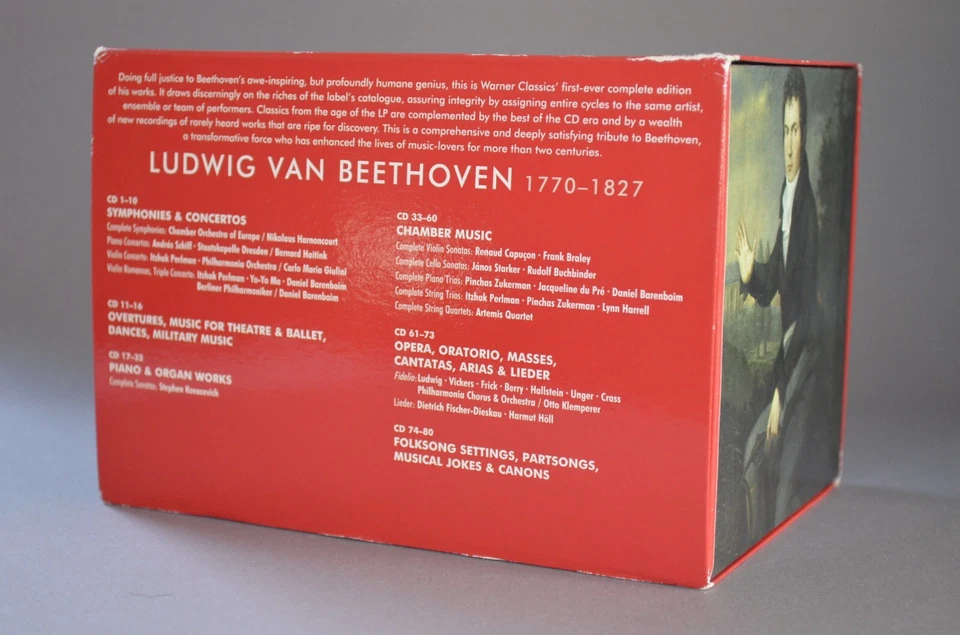 Doing full justice to Beethoven's awe-inspiring, but profoundly humane genius, this is Warner Classics' first-ever complete edition
of his works. It draws discerningly on the riches of the label's catalogue, assuring integrity by assigning entire cycles to the same artist,
ensemble or team of performers. Classics from the age of the LP are complemented by the best of the CD era and by a wealth
of new recordings of rarely heard works that are ripe for discovery. This is a comprehensive and deeply satisfying tribute to Beethoven,
a transformative force who has enhanced the lives of music-lovers for more than two centuries.
LUDWIG VAN BEETHOVEN 1770–1827
CD 1–10
SYMPHONIES & CONCERTOS
Complete Symphonies: Chamber Orchestra of Europe / Nikolaus Harnoncourt
Piano Concertos: András Schiff · Staatskapelle Dresden / Bernard Haitink
Violin Concerto: Itzhak Perlman · Philharmonia Orchestra / Carlo Maria Giulini
Violin Romances, Triple Concerto: Itzhak Perlman · Yo-Yo Ma · Daniel Barenboim
Berliner Philharmoniker / Daniel Barenboim
CD 11–16
OVERTURES, MUSIC FOR THEATRE & BALLET,
DANCES, MILITARY MUSIC
CD 17–32
PIANO & ORGAN WORKS
Complete Sonatas: Stephen Kovacevich
CD 33–60
CHAMBER MUSIC
Complete Violin Sonatas: Renaud Capuçon · Frank Braley
Complete Cello Sonatas: János Starker · Rudolf Buchbinder
Complete Piano Trios: Pinchas Zukerman · Jacqueline du Pré · Daniel Barenboim
Complete String Trios: Itzhak Perlman · Pinchas Zukerman · Lynn Harrell
Complete String Quartets: Artemis Quartet
CD 61–73
OPERA, ORATORIO, MASSES,
CANTATAS, ARIAS & LIEDER
Fidelio: Ludwig · Vickers · Frick · Berry · Hallstein · Unger · Crass
Philharmonia Chorus & Orchestra / Otto Klemperer
Lieder: Dietrich Fischer-Dieskau · Harmut Höll
CD 74–80
FOLKSONG SETTINGS, PARTSONGS,
MUSICAL JOKES & CANONS